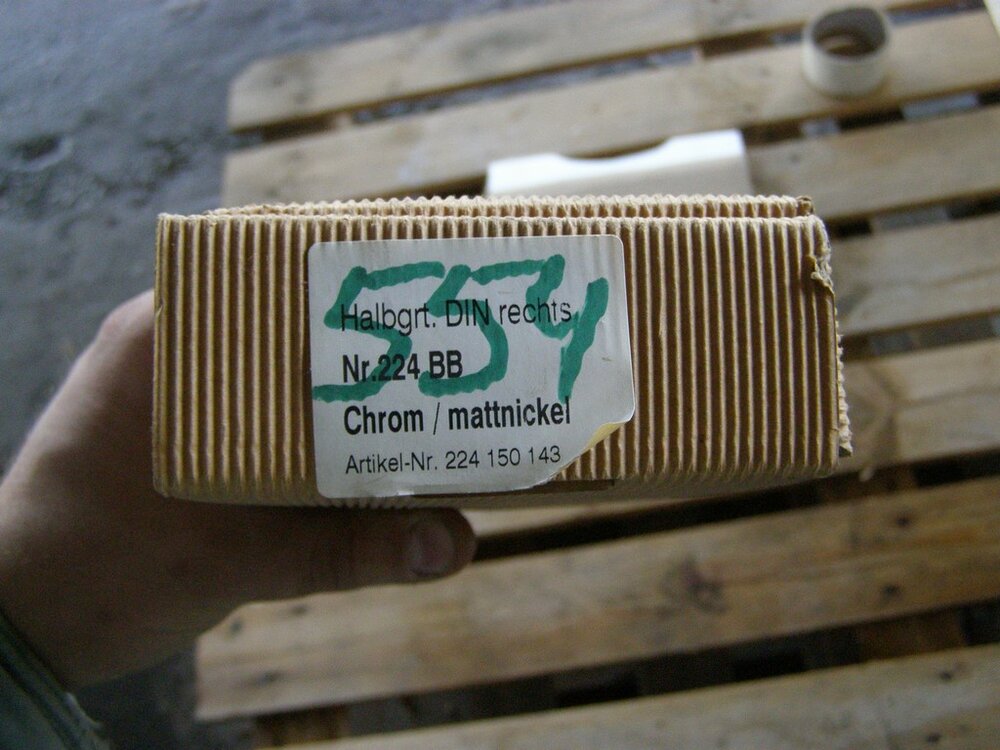 554
Halbgrt. DIN rechts
Nr.224 BB
Chrom / mattnickel
Artikel-Nr. 224 150 143